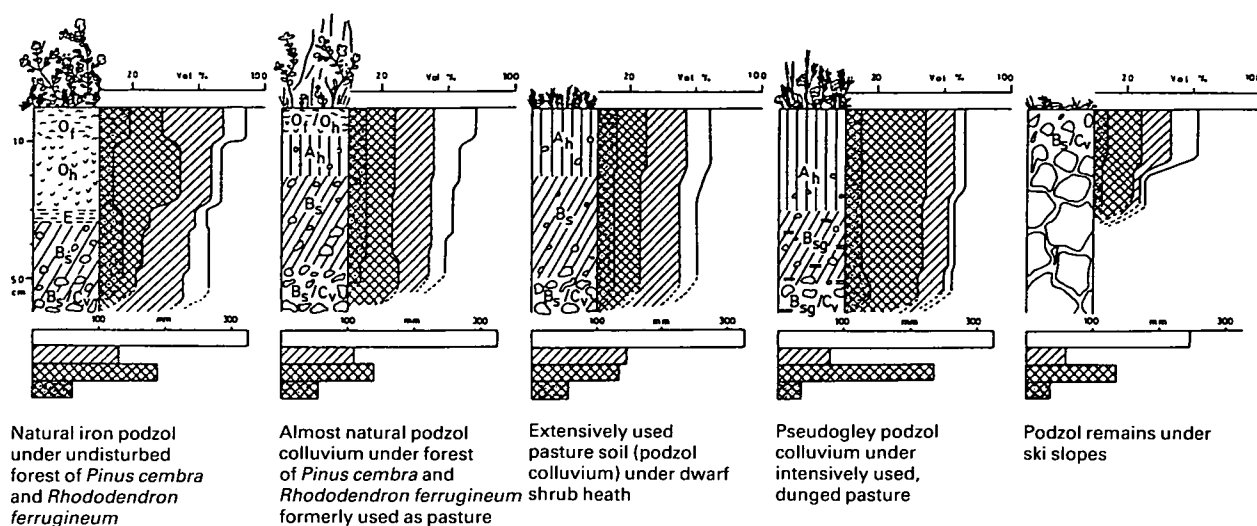 20 Vol % 100
20 Vol % 100
20 Vol % 100
20 Vol % 100
20 Vol % 100
Of
10
Oh
E
Bs
50
cm
Bs/Cv
100 mm 300
Of/Oh
Ah
Bs
Bs/Cv
100 mm 300
Ah
Bs
Bs/Cv
100 mm 300
Ah
Bsg
Bsg/Cv
100 mm 300
Bs/Cv
100 mm 300
Natural iron podzol
under undisturbed
forest of Pinus cembra
and Rhododendron
ferrugineum
Almost natural podzol
colluvium under forest
of Pinus cembra and
Rhododendron ferrugineum
formerly used as pasture
Extensively used
pasture soil (podzol
colluvium) under dwarf
shrub heath
Pseudogley podzol
colluvium under
intensively used,
dunged pasture
Podzol remains under
ski slopes